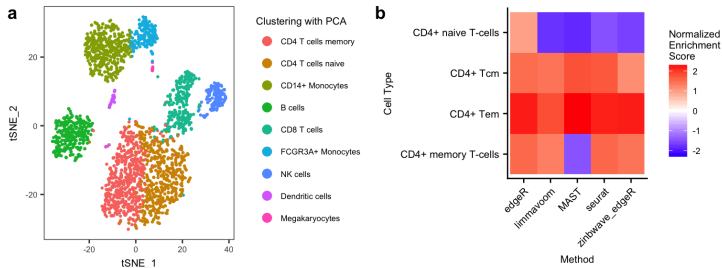 a
Clustering with PCA
CD4 T cells memory
CD4 T cells naive
CD14+ Monocytes
B cells
CD8 T cells
FCGR3A+ Monocytes
NK cells
Dendritic cells
Megakaryocytes
tSNE_2
20
0
-20
-20
0
20
40
tSNE_1
b
Cell Type
CD4+ naive T-cells
CD4+ Tcm
CD4+ Tem
CD4+ memory T-cells
edgeR
limmavoom
MAST
seurat
zinbwave_edgeR
Method
Normalized
Enrichment
Score
2
1
0
-1
-2